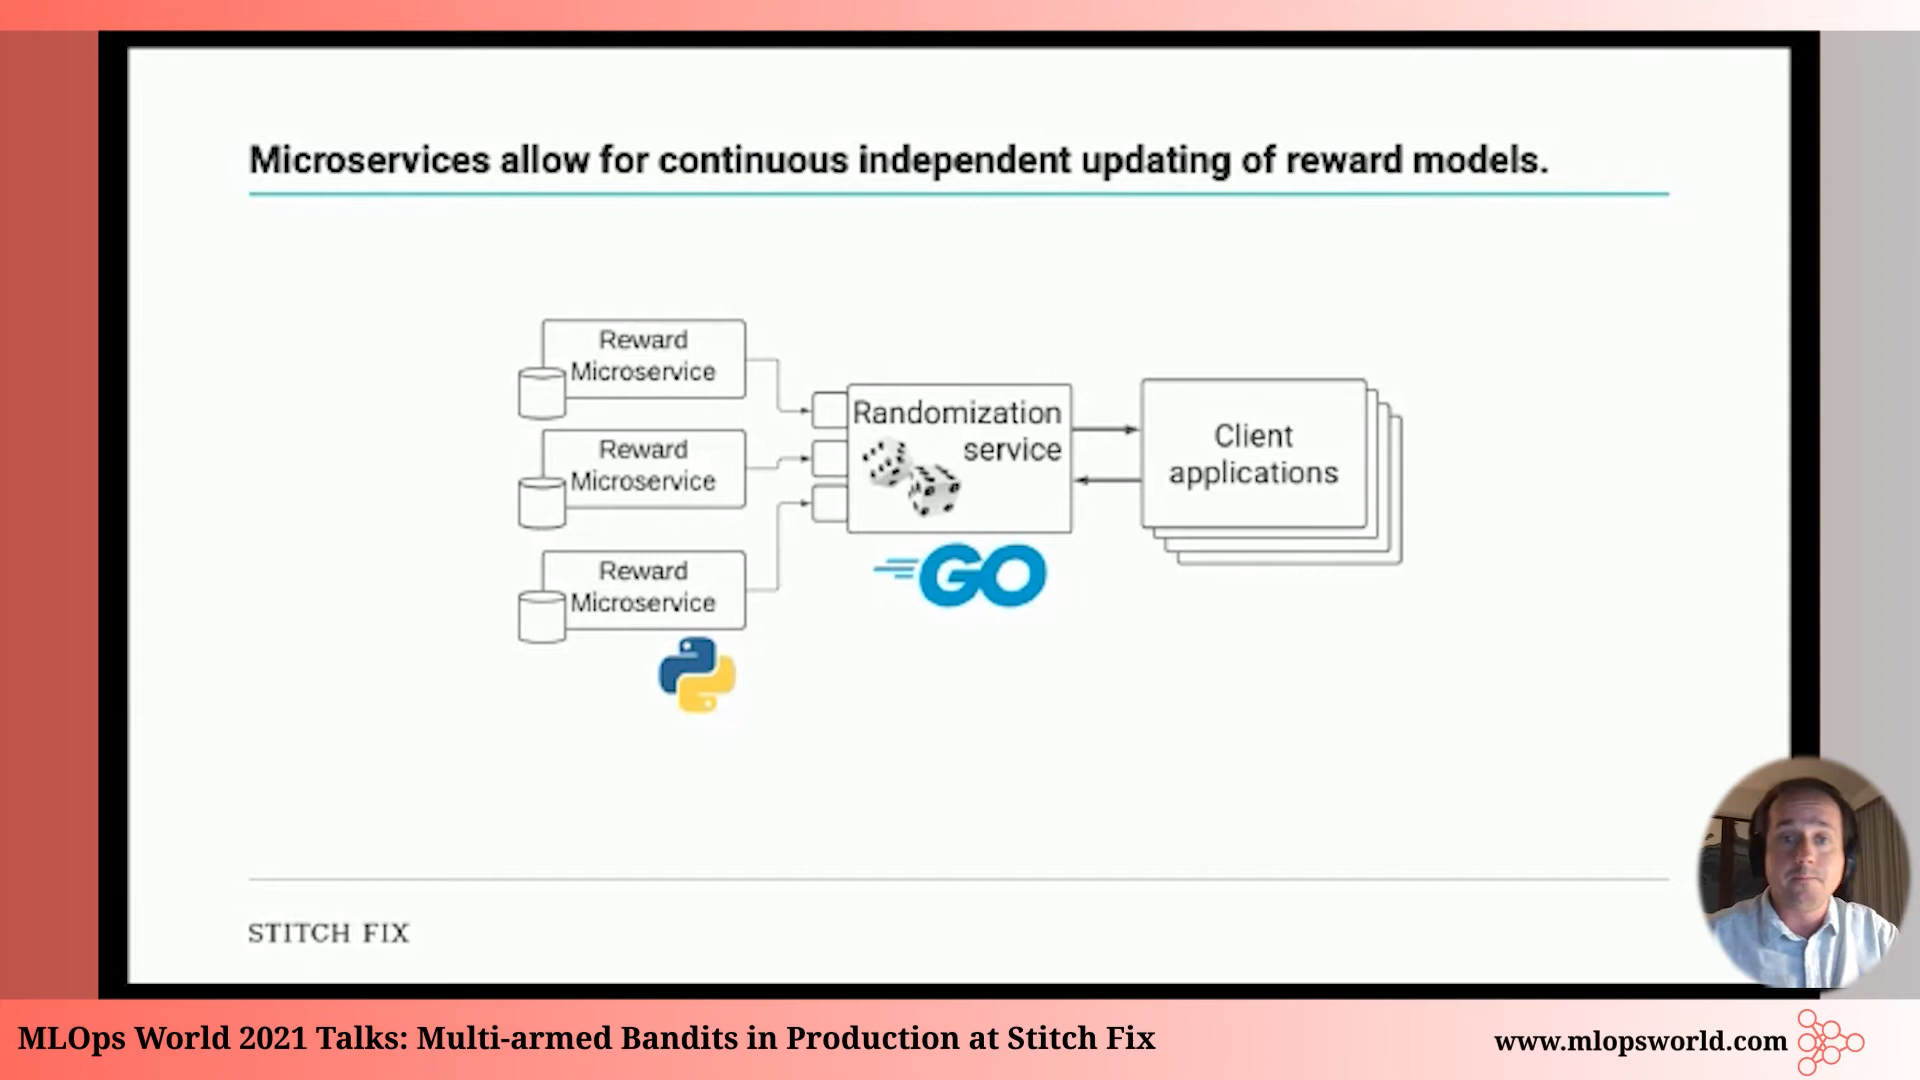 Microservices allow for continuous independent updating of reward models.
Reward
Microservice
Reward
Microservice
Reward
Microservice
Randomization
service
GO
Client
applications
STITCH FIX
MLOps World 2021 Talks: Multi-armed Bandits in Production at Stitch Fix
www.mlopsworld.com